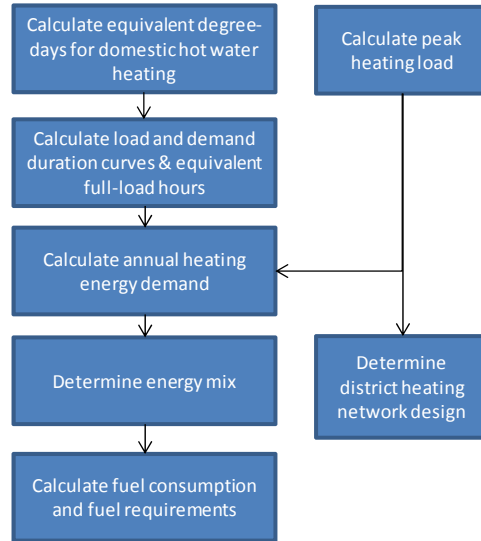 Calculate equivalent degree-
days for domestic hot water
heating
Calculate peak
heating load
Calculate load and demand
duration curves & equivalent
full-load hours
Calculate annual heating
energy demand
Determine energy mix
Determine
district heating
network design
Calculate fuel consumption
and fuel requirements